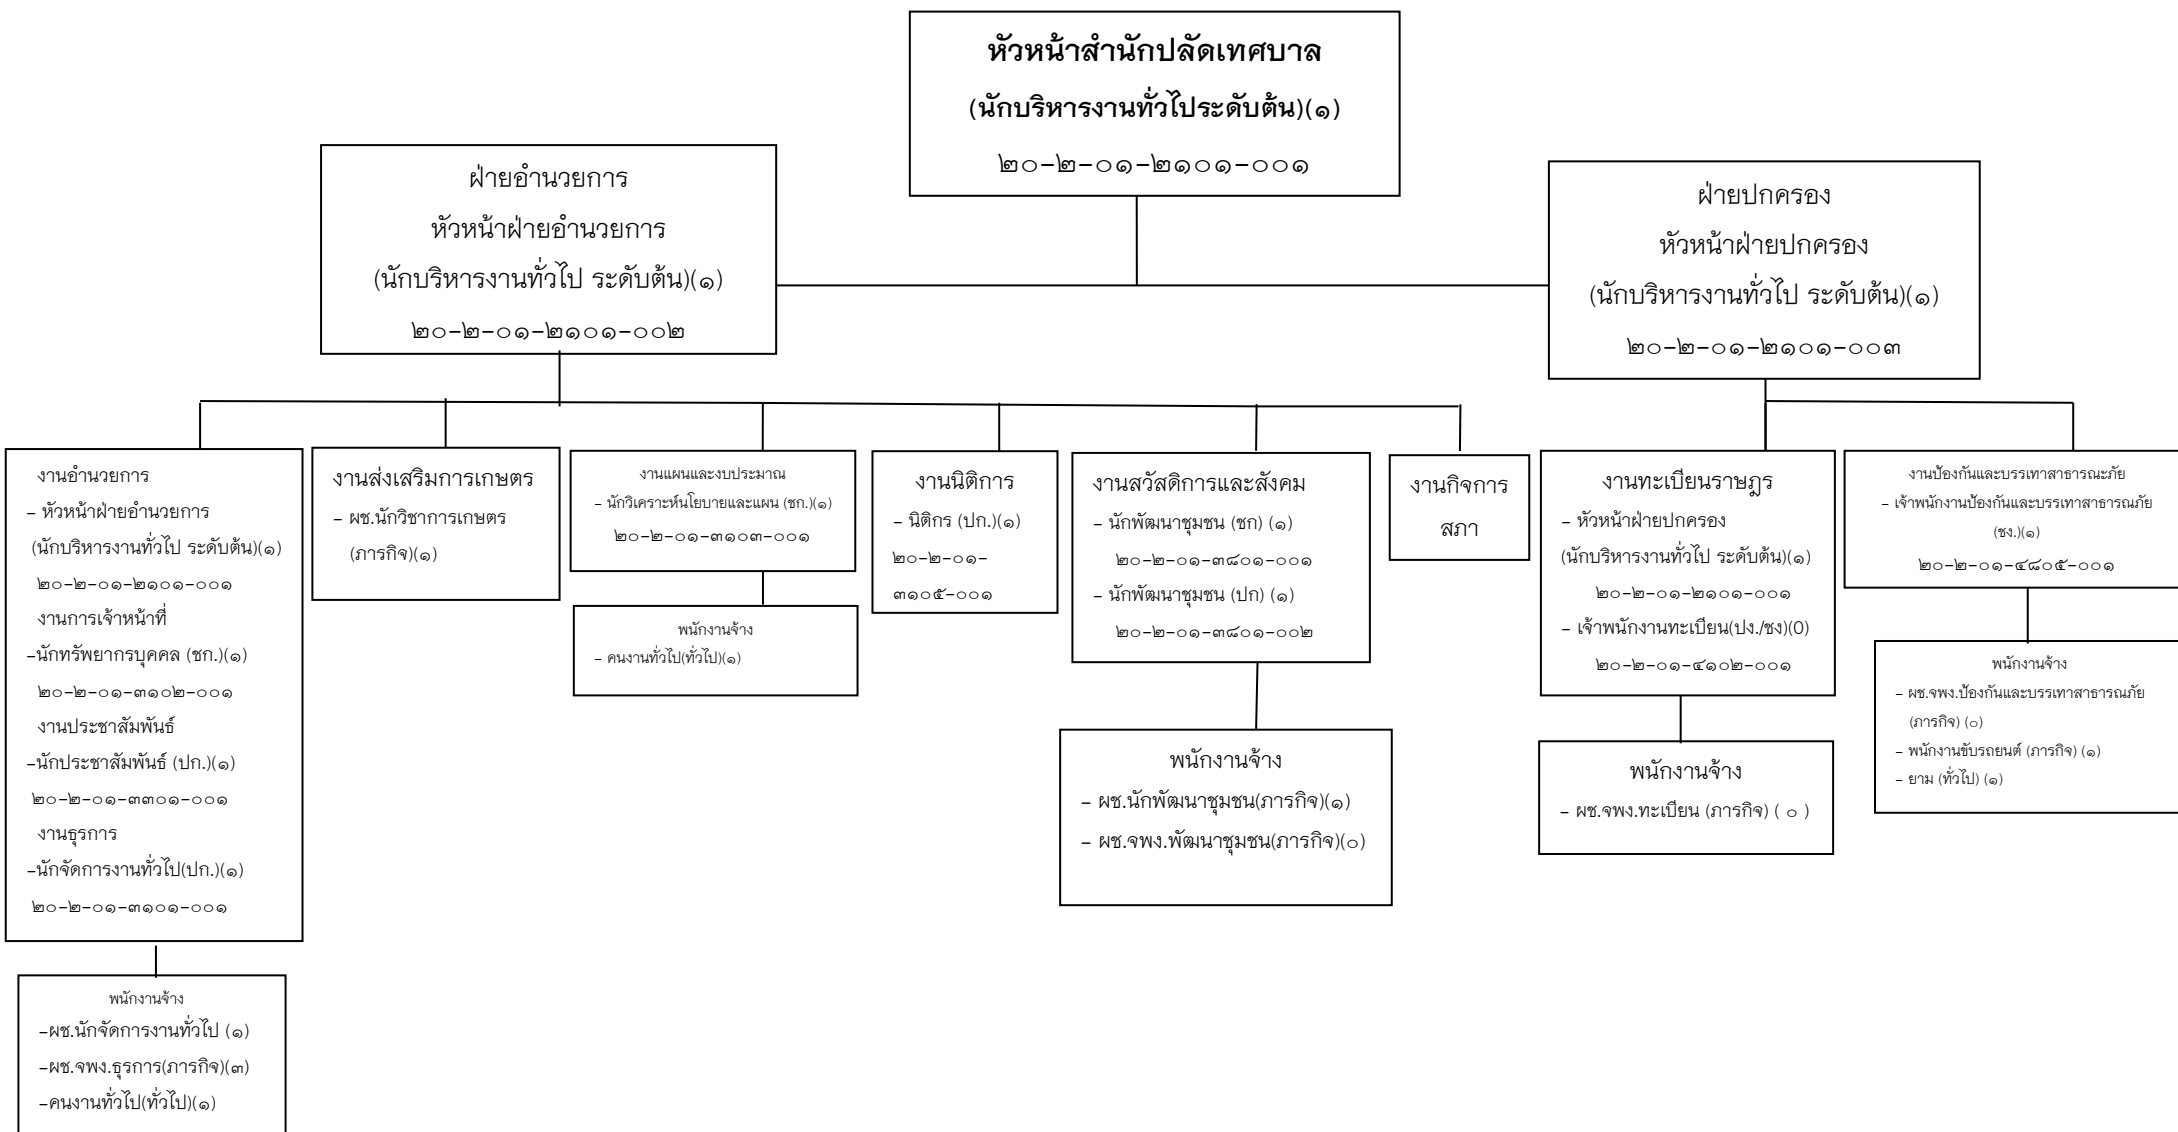 หัวหน้าสำนักปลัดเทศบาล
(นักบริหารงานทั่วไประดับต้น)(๑)
๒๐-๒-๐๑-๒๑๐๑-๐๐๑
ฝ่ายอำนวยการ
หัวหน้าฝ่ายอำนวยการ
(นักบริหารงานทั่วไป ระดับต้น)(๑)
๒๐-๒-๐๑-๒๑๐๑-๐๐๒
ฝ่ายปกครอง
หัวหน้าฝ่ายปกครอง
(นักบริหารงานทั่วไป ระดับต้น)(๑)
๒๐-๒-๐๑-๒๑๐๑-๐๐๓
งานอำนวยการ
- หัวหน้าฝ่ายอำนวยการ
(นักบริหารงานทั่วไป ระดับต้น)(๑)
๒๐-๒-๐๑-๒๑๐๑-๐๐๑
งานการเจ้าหน้าที่
-นักทรัพยากรบุคคล (ชก.)(๑)
๒๐-๒-๐๑-๓๑๐๒-๐๐๑
งานประชาสัมพันธ์
-นักประชาสัมพันธ์ (ปก.)(๑)
๒๐-๒-๐๑-๓๓๐๑-๐๐๑
งานธุรการ
-นักจัดการงานทั่วไป(ปก.)(๑)
๒๐-๒-๐๑-๓๑๐๑-๐๐๑
พนักงานจ้าง
-ผช.นักจัดการงานทั่วไป (๑)
-ผช.จพง.ธุรการ(ภารกิจ)(๓)
-คนงานทั่วไป(ทั่วไป)(๑)
งานส่งเสริมการเกษตร
- ผช.นักวิชาการเกษตร
(ภารกิจ)(๑)
งานแผนและงบประมาณ
- นักวิเคราะห์นโยบายและแผน (ชก.)(๑)
๒๐-๒-๐๑-๓๑๐๓-๐๐๑
พนักงานจ้าง
- คนงานทั่วไป(ทั่วไป)(๑)
งานนิติการ
- นิติกร (ปก.)(๑)
๒๐-๒-๐๑-
๓๑๐๕-๐๐๑
งานสวัสดิการและสังคม
- นักพัฒนาชุมชน (ชก) (๑)
๒๐-๒-๐๑-๓๘๐๑-๐๐๑
- นักพัฒนาชุมชน (ปก) (๑)
๒๐-๒-๐๑-๓๘๐๑-๐๐๒
พนักงานจ้าง
- ผช.นักพัฒนาชุมชน(ภารกิจ)(๑)
- ผช.จพง.พัฒนาชุมชน(ภารกิจ)(๐)
งานกิจการ
สภา
งานทะเบียนราษฎร
- หัวหน้าฝ่ายปกครอง
(นักบริหารงานทั่วไป ระดับต้น)(๑)
๒๐-๒-๐๑-๒๑๐๑-๐๐๑
- เจ้าพนักงานทะเบียน(ปง./ชง)(0)
๒๐-๒-๐๑-๔๑๐๒-๐๐๑
พนักงานจ้าง
- ผช.จพง.ทะเบียน (ภารกิจ) ( ๐ )
งานป้องกันและบรรเทาสาธารณะภัย
- เจ้าพนักงานป้องกันและบรรเทาสาธารณภัย
(ชง.)(๑)
๒๐-๒-๐๑-๔๘๐๕-๐๐๑
พนักงานจ้าง
- ผช.จพง.ป้องกันและบรรเทาสาธารณภัย
(ภารกิจ) (๐)
- พนักงานขับรถยนต์ (ภารกิจ) (๑)
- ยาม (ทั่วไป) (๑)